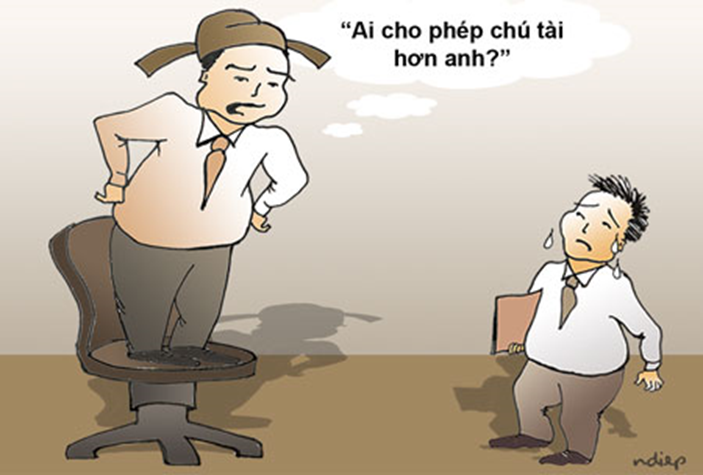 “Ai cho phép chú tài
hơn anh?”
ndiep